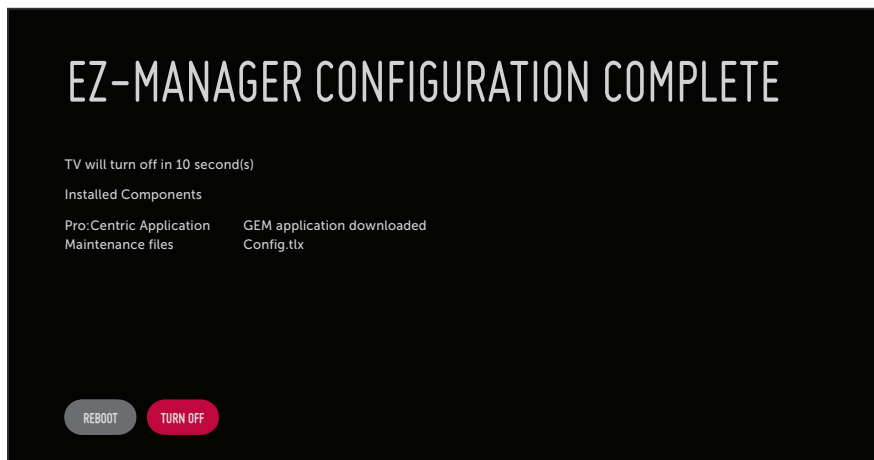 EZ-MANAGER CONFIGURATION COMPLETE
TV will turn off in 10 second(s)
Installed Components
Pro:Centric Application GEM application downloaded
Maintenance files Config.tlx
REBOOT TURN OFF